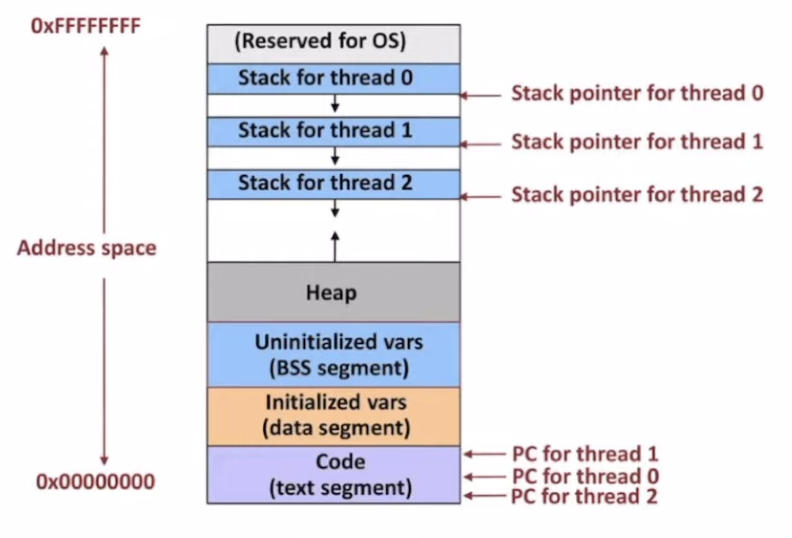 0xFFFFFFFF
(Reserved for OS)
Stack for thread 0
Stack pointer for thread 0
Stack for thread 1
Stack pointer for thread 1
Stack for thread 2
Stack pointer for thread 2
Address space
Heap
Uninitialized vars
(BSS segment)
Initialized vars
(data segment)
Code
(text segment)
PC for thread 1
PC for thread 0
PC for thread 2
0x00000000